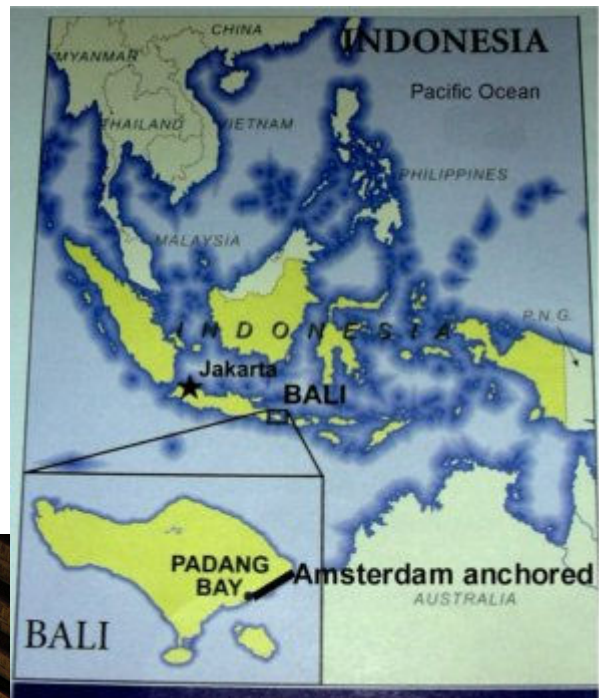 CHINA
INDONESIA
MYANMAR
Pacific Ocean
THAILAND
VIETNAM
PHILIPPINES
MALAYSIA
P.N.G.
INDONESIA
Jakarta
BALI
PADANG
BAY
Amsterdam anchored
AUSTRALIA
BALI